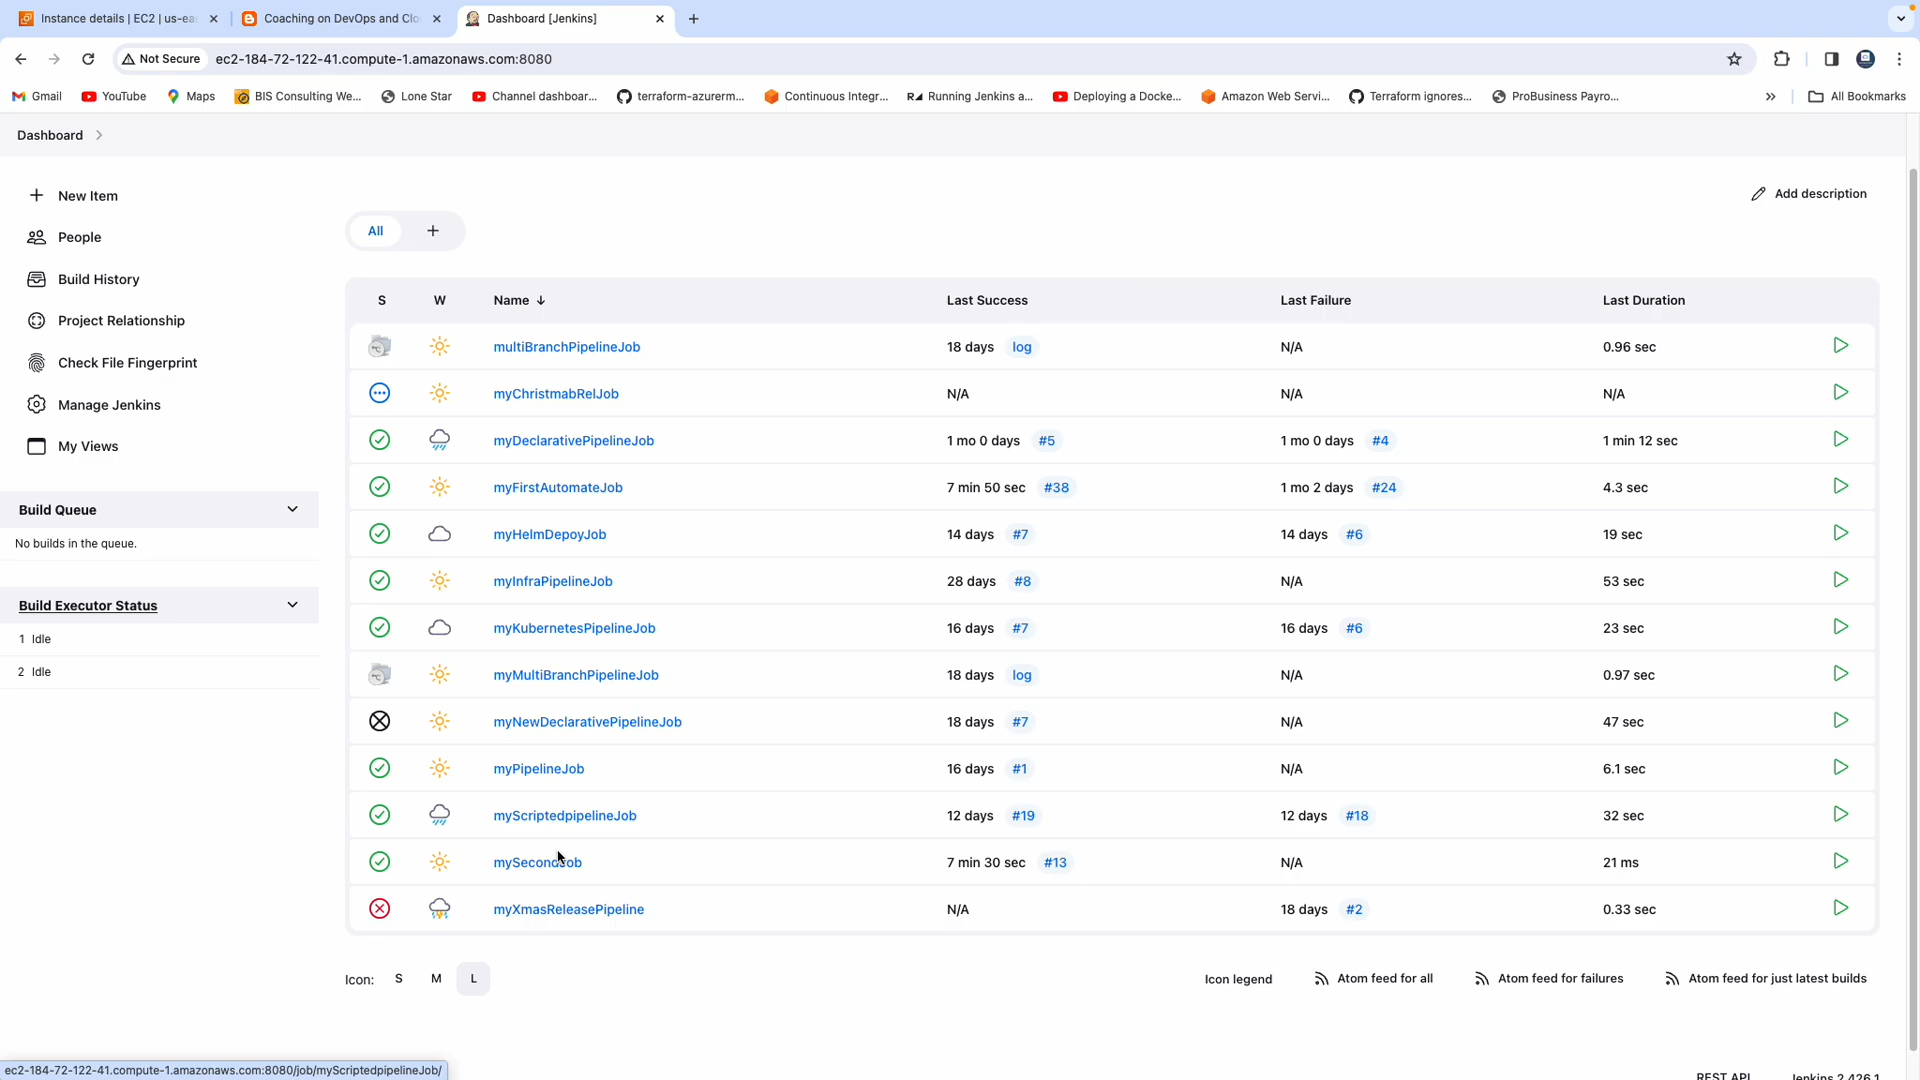 Instance details | EC2 | us-ea
Coaching on DevOps and Clo
Dashboard [Jenkins]
Not Secure
ec2-184-72-122-41.compute-1.amazonaws.com:8080
Gmail
YouTube
Maps
BIS Consulting We...
Lone Star
Channel dashboar...
terraform-azurerm...
Continuous Integr...
Running Jenkins a...
Deploying a Docke...
Amazon Web Servi...
Terraform ignores...
ProBusiness Payro...
All Bookmarks
Dashboard
New Item
People
Build History
Project Relationship
Check File Fingerprint
Manage Jenkins
My Views
Build Queue
No builds in the queue.
Build Executor Status
1 Idle
2 Idle
Add description
All +
S W Name ↓ Last Success Last Failure Last Duration
multiBranchPipelineJob 18 days log N/A 0.96 sec
myChristmabRelJob N/A N/A N/A
myDeclarativePipelineJob 1 mo 0 days #5 1 mo 0 days #4 1 min 12 sec
myFirstAutomateJob 7 min 50 sec #38 1 mo 2 days #24 4.3 sec
myHelmDepoyJob 14 days #7 14 days #6 19 sec
myInfraPipelineJob 28 days #8 N/A 53 sec
myKubernetesPipelineJob 16 days #7 16 days #6 23 sec
myMultiBranchPipelineJob 18 days log N/A 0.97 sec
myNewDeclarativePipelineJob 18 days #7 N/A 47 sec
myPipelineJob 16 days #1 N/A 6.1 sec
myScriptedpipelineJob 12 days #19 12 days #18 32 sec
mySecondJob 7 min 30 sec #13 N/A 21 ms
myXmasReleasePipeline N/A 18 days #2 0.33 sec
Icon: S M L
Icon legend
Atom feed for all
Atom feed for failures
Atom feed for just latest builds
REST API
Jenkins 2.426.1
ec2-184-72-122-41.compute-1.amazonaws.com:8080/job/myScriptedpipelineJob/